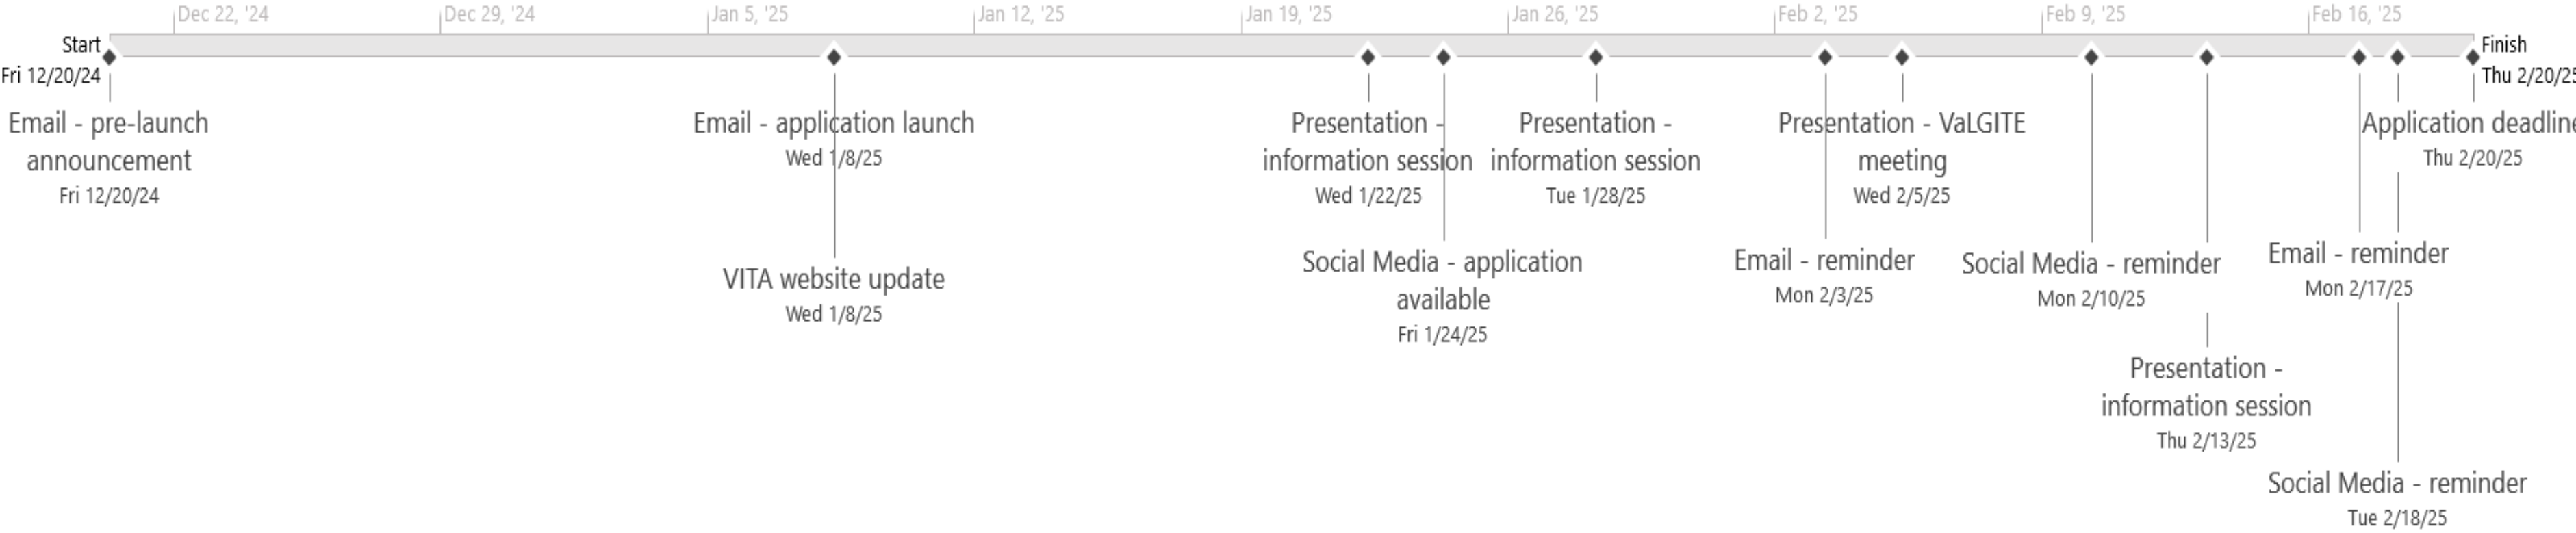 Dec 22, '24
Dec 29, '24
Jan 5, '25
Jan 12, '25
Jan 19, '25
Jan 26, '25
Feb 2, '25
Feb 9, '25
Feb 16, '25
Start
Fri 12/20/24
Finish
Thu 2/20/25
Email - pre-launch
announcement
Fri 12/20/24
Email - application launch
Wed 1/8/25
VITA website update
Wed 1/8/25
Presentation -
information session
Wed 1/22/25
Social Media - application
available
Fri 1/24/25
Presentation -
information session
Tue 1/28/25
Email - reminder
Mon 2/3/25
Presentation - VaLGITE
meeting
Wed 2/5/25
Social Media - reminder
Mon 2/10/25
Presentation -
information session
Thu 2/13/25
Email - reminder
Mon 2/17/25
Social Media - reminder
Tue 2/18/25
Application deadline
Thu 2/20/25